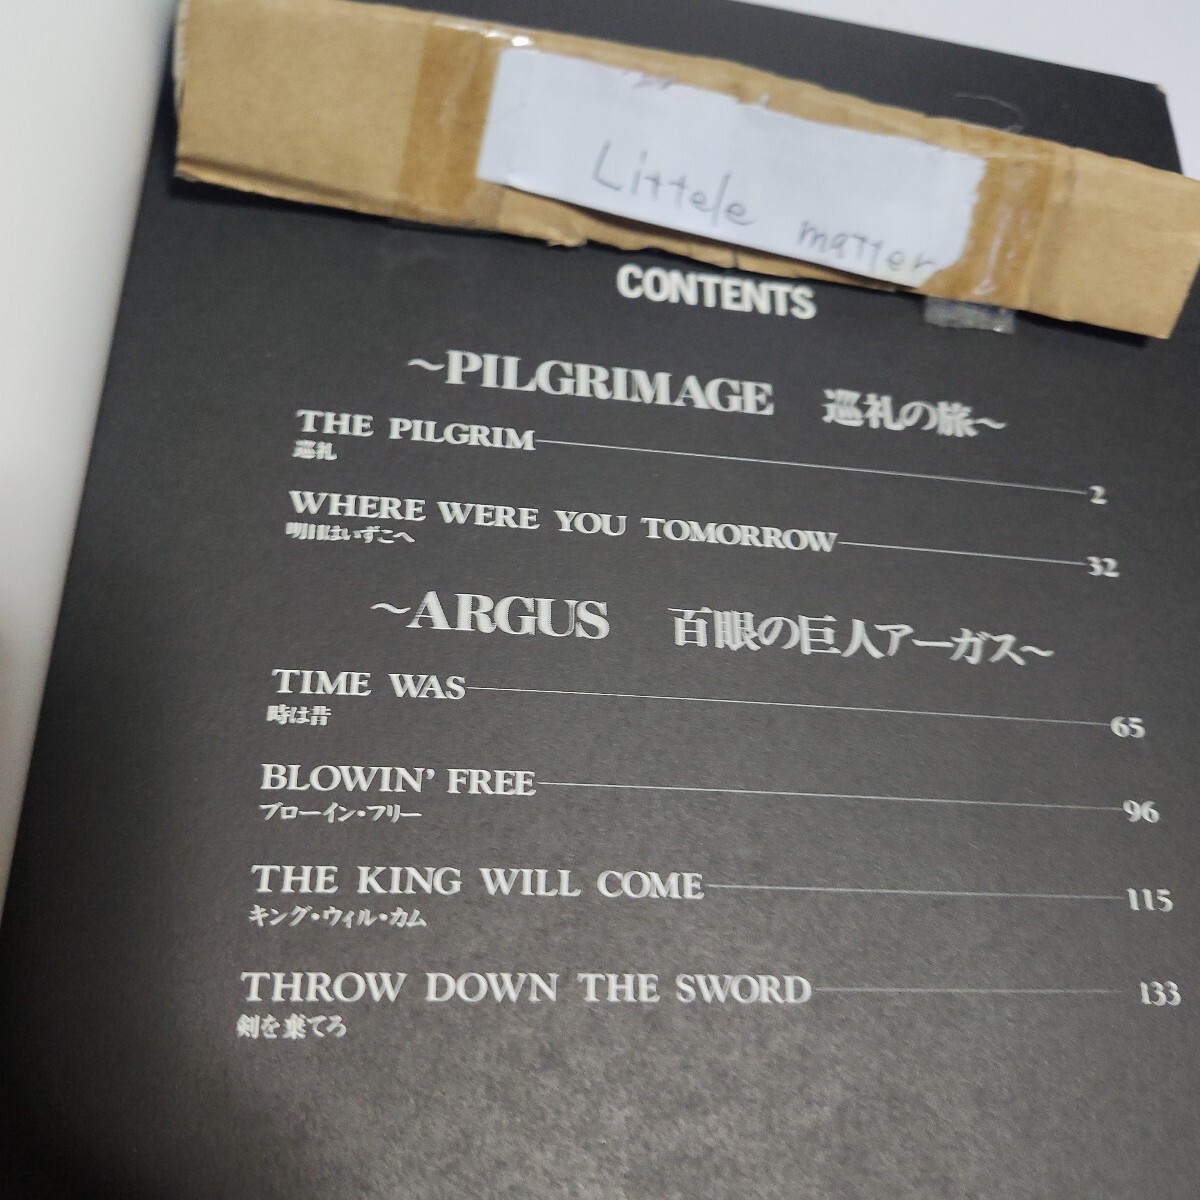 Littele matter
CONTENTS
~PILGRIMAGE 巡礼の旅~
THE PILGRIM 2
巡礼
WHERE WERE YOU TOMORROW 32
明日はいずこへ
~ARGUS 百眼の巨人アーガス~
TIME WAS 65
時は昔
BLOWIN' FREE 96
ブローイン・フリー
THE KING WILL COME 115
キング・ウィル・カム
THROW DOWN THE SWORD 133
剣を棄てろ